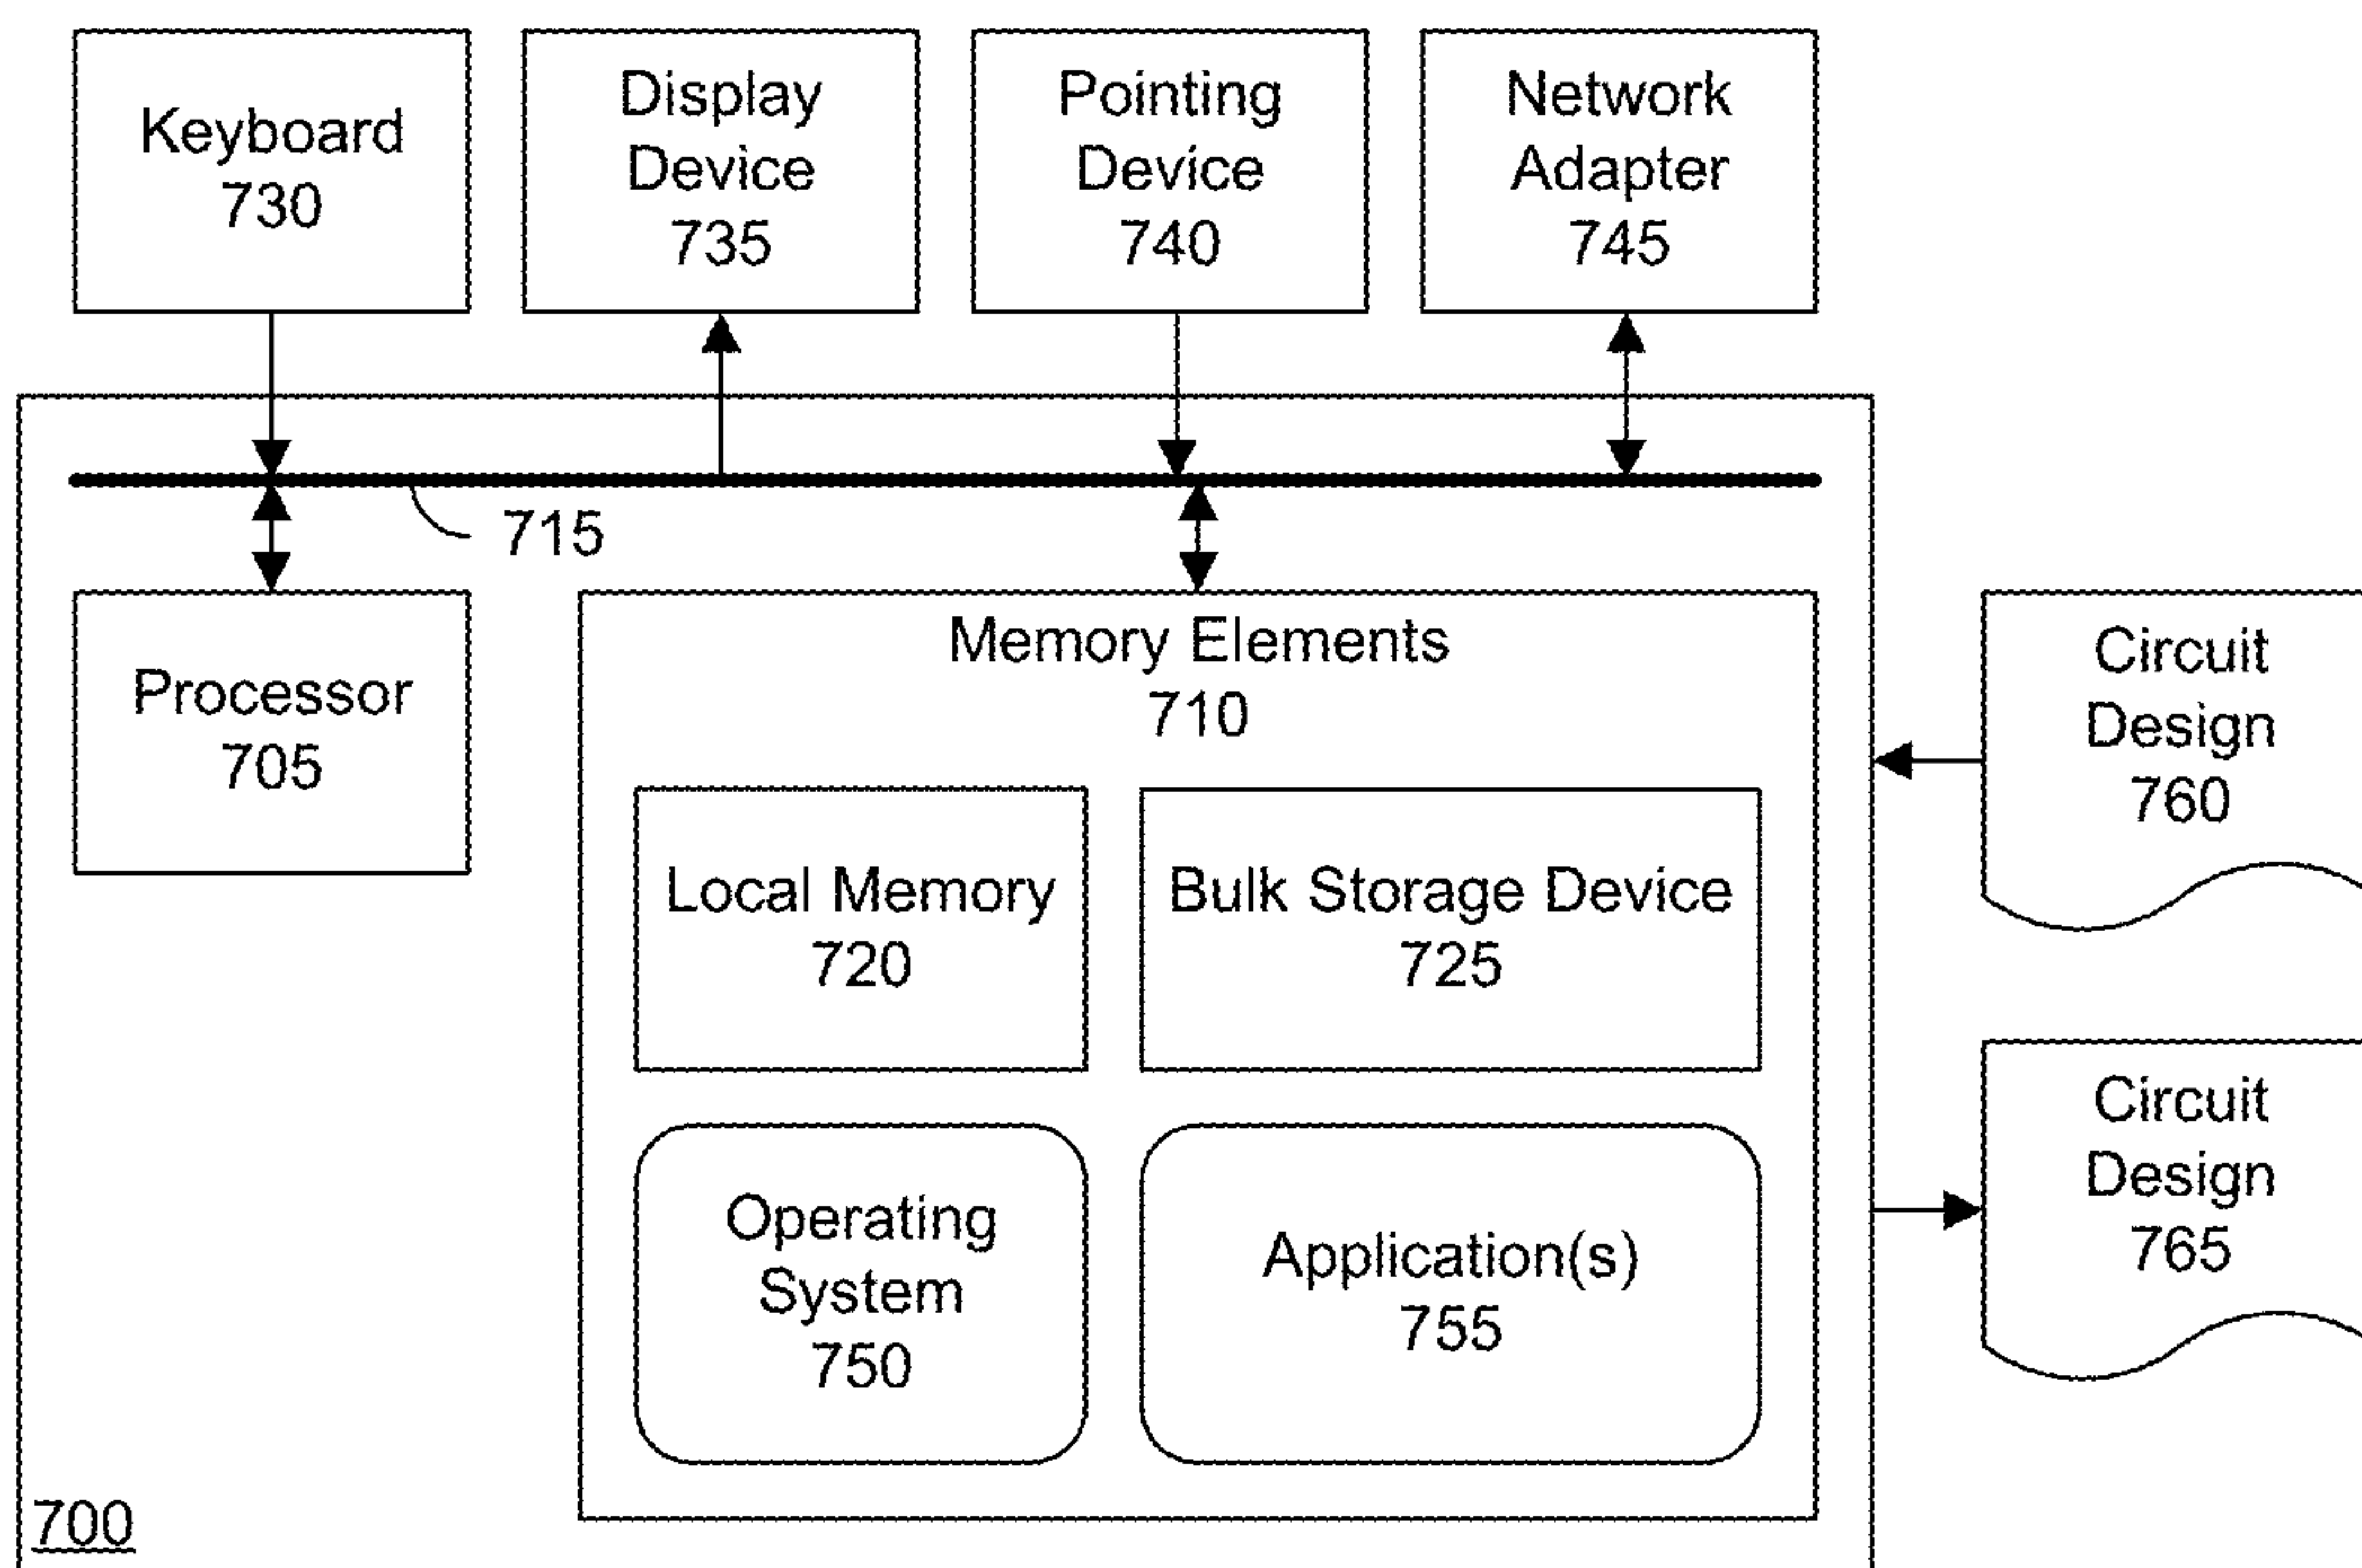 Keyboard
730
Display
Device
735
Pointing
Device
740
Network
Adapter
745
715
Processor
705
Memory Elements
710
Local Memory
720
Bulk Storage Device
725
Operating
System
750
Application(s)
755
Circuit
Design
760
Circuit
Design
765
700